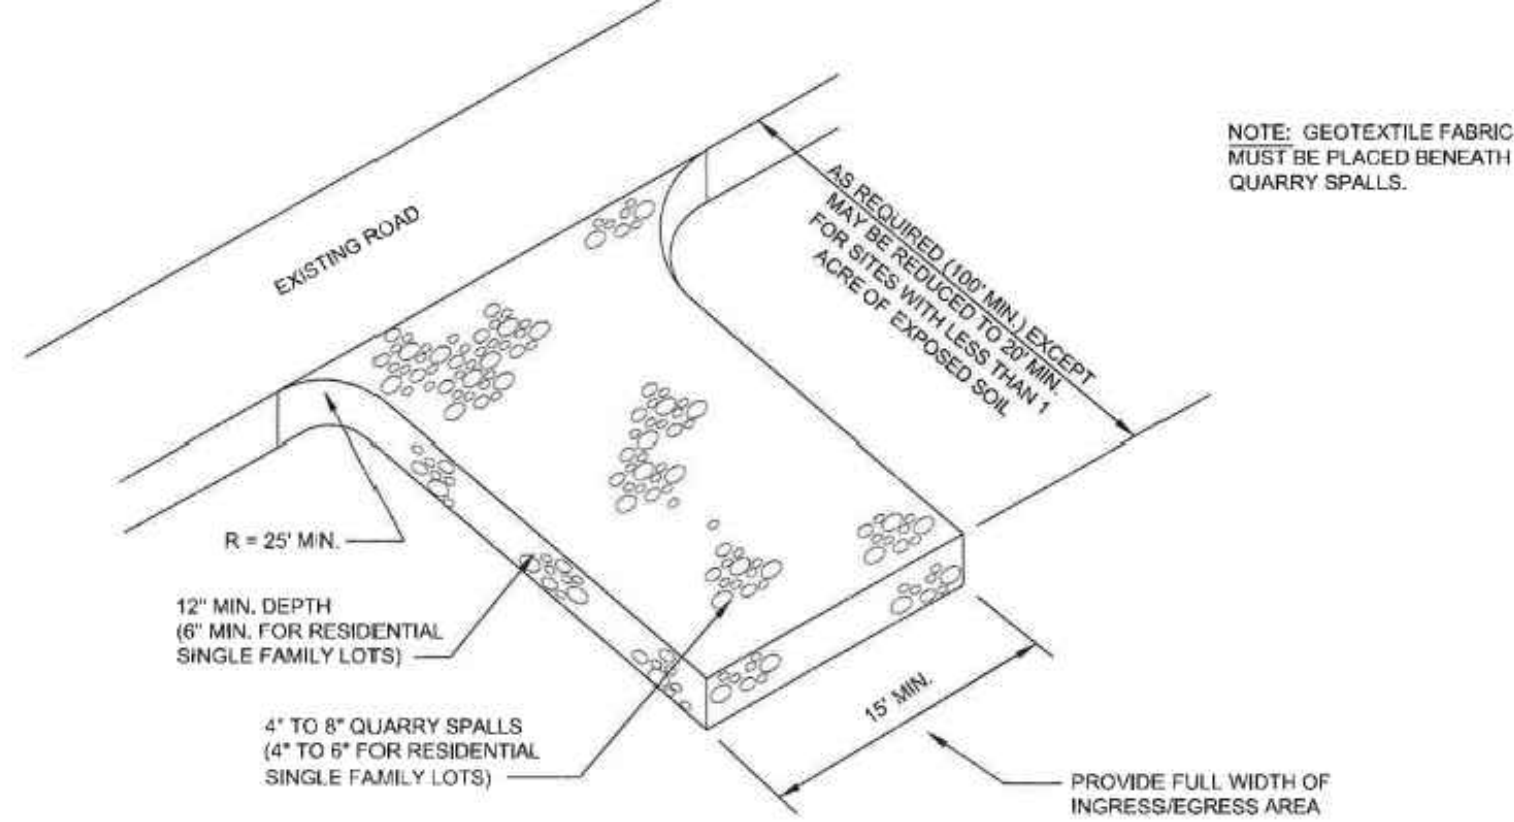 NOTE: GEOTEXTILE FABRIC
MUST BE PLACED BENEATH
QUARRY SPALLS.
AS REQUIRED (100' MIN.) EXCEPT
MAY BE REDUCED TO 20' MIN.
FOR SITES WITH LESS THAN 1
ACRE OF EXPOSED SOIL
EXISTING ROAD
R = 25' MIN.
12" MIN. DEPTH
(6" MIN. FOR RESIDENTIAL
SINGLE FAMILY LOTS)
4" TO 8" QUARRY SPALLS
(4" TO 6" FOR RESIDENTIAL
SINGLE FAMILY LOTS)
15' MIN.
PROVIDE FULL WIDTH OF
INGRESS/EGRESS AREA